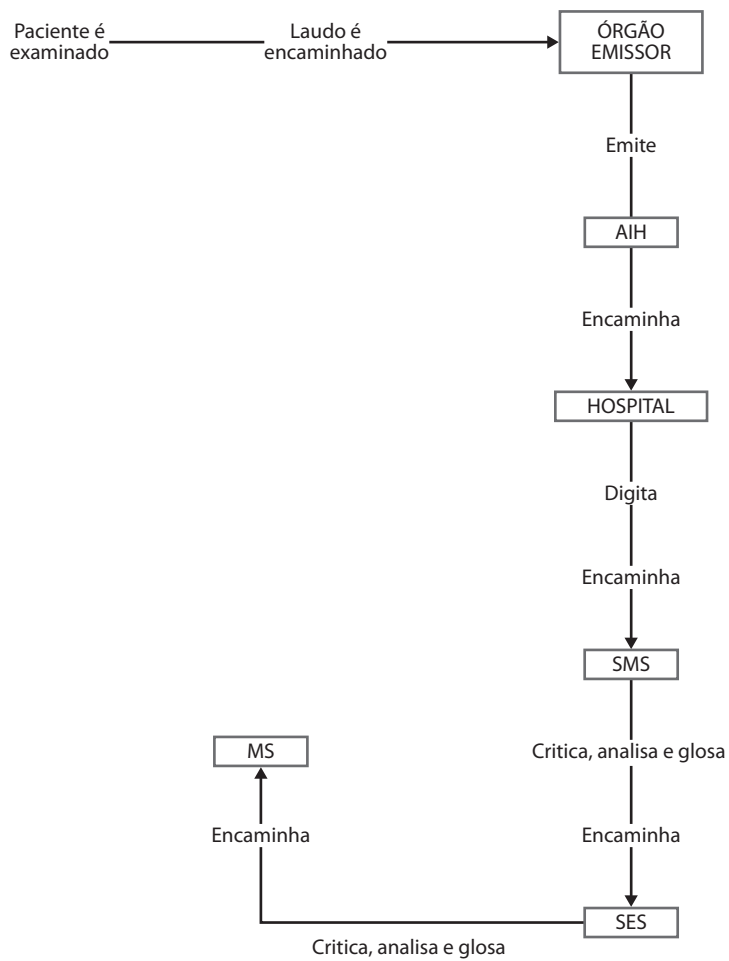 Paciente é
examinado
Laudo é
encaminhado
ÓRGÃO
EMISSOR
Emite
AIH
Encaminha
HOSPITAL
Digita
Encaminha
SMS
Critica, analisa e glosa
Encaminha
SES
Critica, analisa e glosa
Encaminha
MS